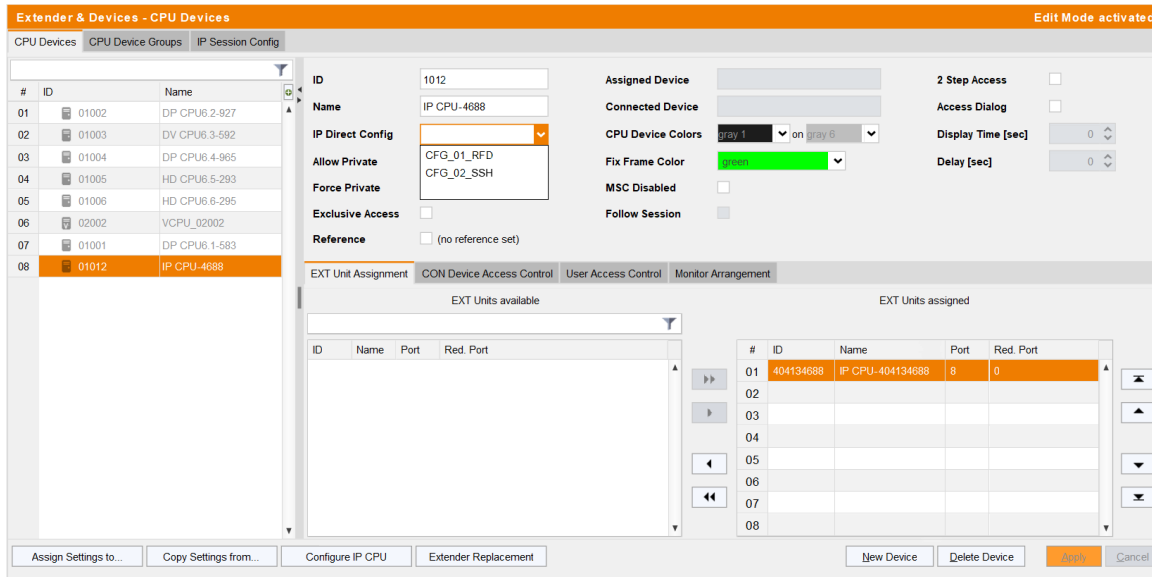 Extender & Devices - CPU Devices Edit Mode activated
CPU Devices CPU Device Groups IP Session Config
# ID Name
01 01002 DP CPU6.2-927
02 01003 DV CPU6.3-592
03 01004 DP CPU6.4-965
04 01005 HD CPU6.5-293
05 01006 HD CPU6.6-295
06 02002 VCPU_02002
07 01001 DP CPU6.1-583
08 01012 IP CPU-4688
ID 1012 Assigned Device 2 Step Access
Name IP CPU-4688 Connected Device Access Dialog
IP Direct Config CPU Device Colors gray 1 on gray 6 Display Time [sec] 0
CFG_01_RFD
CFG_02_SSH
Allow Private Fix Frame Color green Delay [sec] 0
Force Private MSC Disabled
Exclusive Access Follow Session
Reference (no reference set)
EXT Unit Assignment CON Device Access Control User Access Control Monitor Arrangement
EXT Units available EXT Units assigned
ID Name Port Red. Port # ID Name Port Red. Port
01 404134688 IP CPU-404134688 8 0
02
03
04
05
06
07
08
Assign Settings to... Copy Settings from... Configure IP CPU Extender Replacement New Device Delete Device Apply Cancel